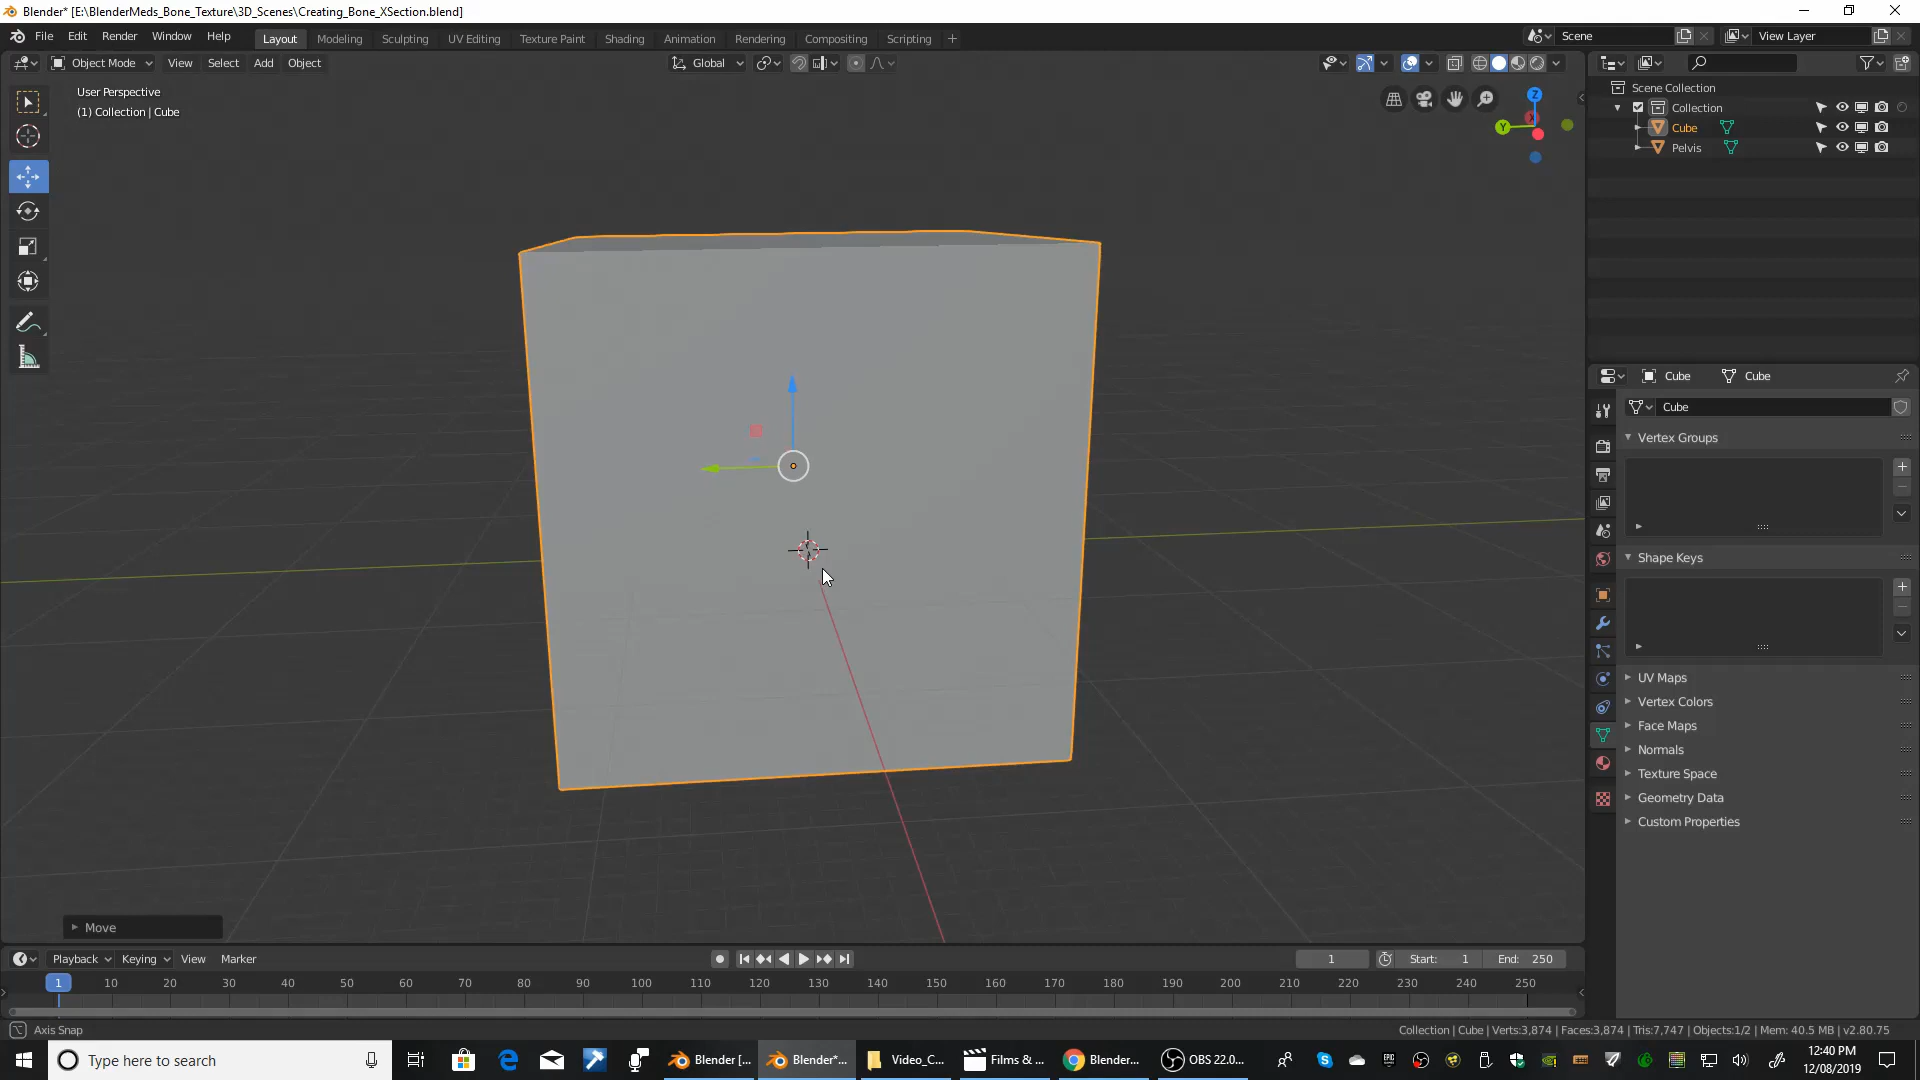 Blender* [E:\BlenderMeds_Bone_Texture\3D_Scenes\Creating_Bone_XSection.blend]
File Edit Render Window Help Layout Modeling Sculpting UV Editing Texture Paint Shading Animation Rendering Compositing Scripting + Scene View Layer
Object Mode View Select Add Object Global
User Perspective
(1) Collection | Cube
Z
Y
X
Scene Collection
Collection
Cube
Pelvis
Cube Cube
Cube
Vertex Groups
Shape Keys
UV Maps
Vertex Colors
Face Maps
Normals
Texture Space
Geometry Data
Custom Properties
Move
Playback Keying View Marker 1 Start: 1 End: 250
1 10 20 30 40 50 60 70 80 90 100 110 120 130 140 150 160 170 180 190 200 210 220 230 240 250
Axis Snap Collection | Cube | Verts:3,874 | Faces:3,874 | Tris:7,747 | Objects:1/2 | Mem: 40.5 MB | v2.80.75
Type here to search Blender [... Blender*... Video_C... Films & ... Blender... OBS 22.0...
12:40 PM
12/08/2019